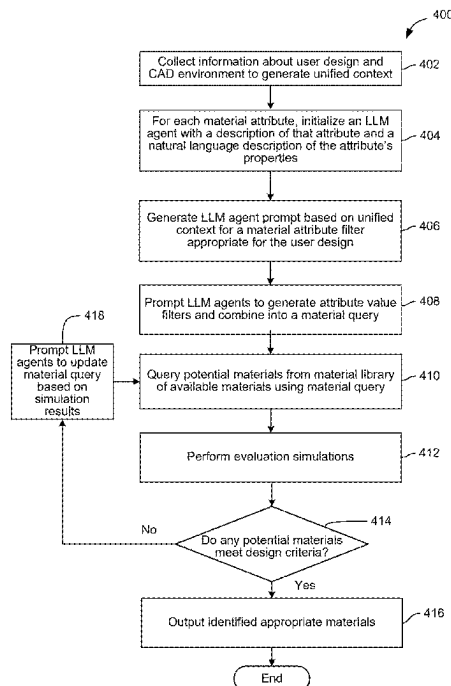 400
Collect information about user design and
CAD environment to generate unified context
402
For each material attribute, initialize an LLM
agent with a description of that attribute and a
natural language description of the attribute's
properties
404
Generate LLM agent prompt based on unified
context for a material attribute filter
appropriate for the user design
406
Prompt LLM agents to generate attribute value
filters and combine into a material query
408
418
Prompt LLM
agents to update
material query
based on
simulation
results
Query potential materials from material library
of available materials using material query
410
Perform evaluation simulations
412
414
Do any potential materials
meet design criteria?
No
Yes
Output identified appropriate materials
416
End